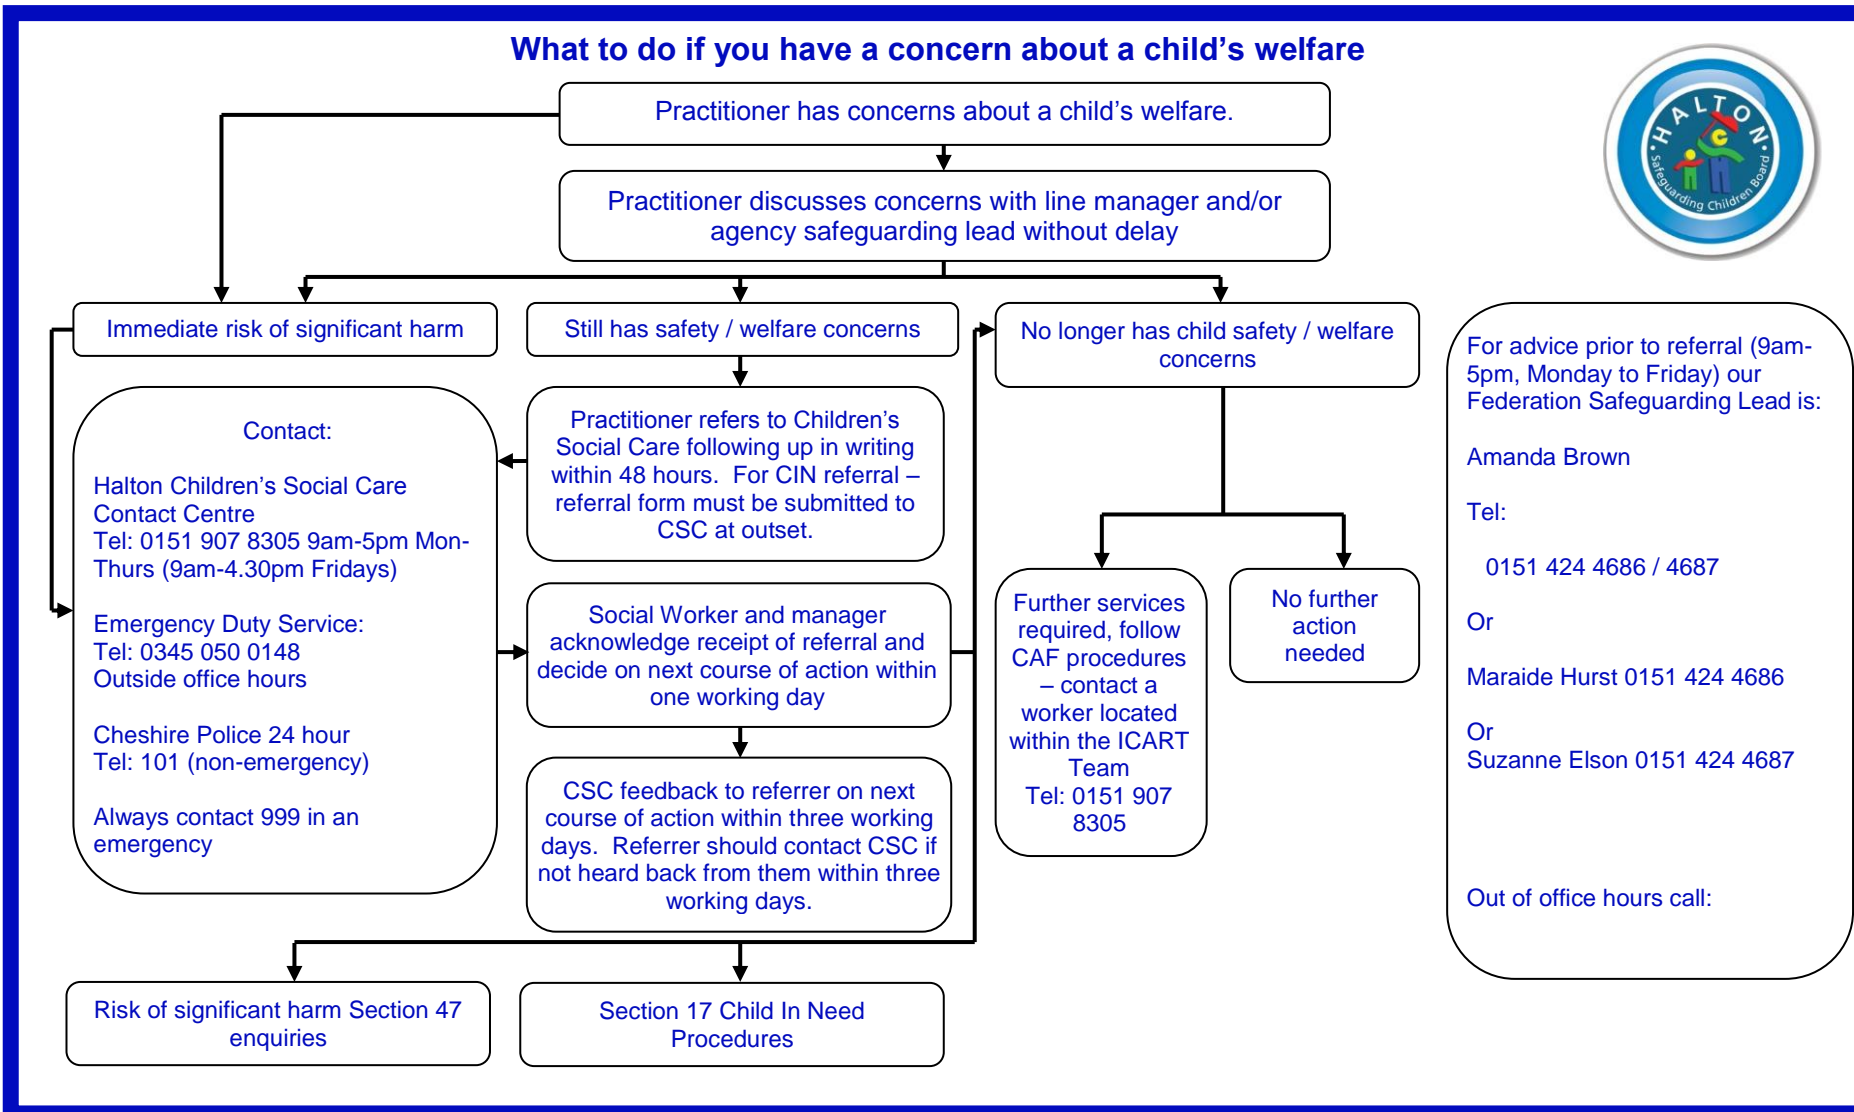 What to do if you have a concern about a child's welfare
Practitioner has concerns about a child's welfare.
Practitioner discusses concerns with line manager and/or
agency safeguarding lead without delay
HALTON
Safeguarding Children Board
Immediate risk of significant harm
Still has safety / welfare concerns
No longer has child safety / welfare
concerns
Contact:
Halton Children's Social Care
Contact Centre
Tel: 0151 907 8305 9am-5pm Mon-
Thurs (9am-4.30pm Fridays)
Emergency Duty Service:
Tel: 0345 050 0148
Outside office hours
Cheshire Police 24 hour
Tel: 101 (non-emergency)
Always contact 999 in an
emergency
Practitioner refers to Children's
Social Care following up in writing
within 48 hours.  For CIN referral –
referral form must be submitted to
CSC at outset.
Social Worker and manager
acknowledge receipt of referral and
decide on next course of action within
one working day
CSC feedback to referrer on next
course of action within three working
days.  Referrer should contact CSC if
not heard back from them within three
working days.
Further services
required, follow
CAF procedures
– contact a
worker located
within the ICART
Team
Tel: 0151 907
8305
No further
action
needed
For advice prior to referral (9am-
5pm, Monday to Friday) our
Federation Safeguarding Lead is:
Amanda Brown
Tel:
0151 424 4686 / 4687
Or
Maraide Hurst 0151 424 4686
Or
Suzanne Elson 0151 424 4687
Out of office hours call:
Risk of significant harm Section 47
enquiries
Section 17 Child In Need
Procedures